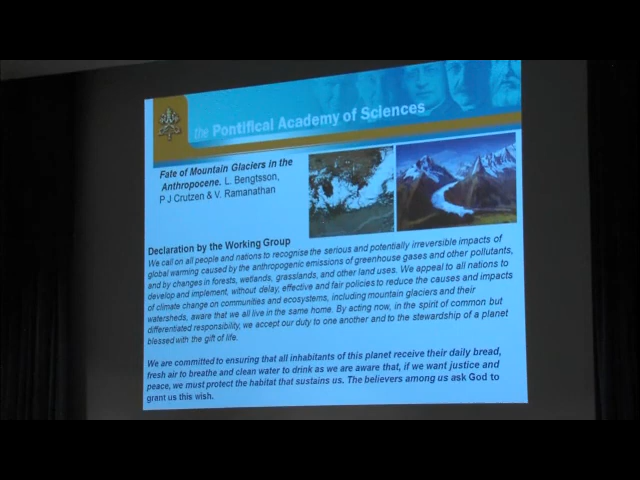 the Pontifical Academy of Sciences
Fate of Mountain Glaciers in the
Anthropocene. L. Bengtsson,
P J Crutzen & V. Ramanathan
Declaration by the Working Group
We call on all people and nations to recognise the serious and potentially irreversible impacts of
global warming caused by the anthropogenic emissions of greenhouse gases and other pollutants,
and by changes in forests, wetlands, grasslands, and other land uses. We appeal to all nations to
develop and implement, without delay, effective and fair policies to reduce the causes and impacts
of climate change on communities and ecosystems, including mountain glaciers and their
watersheds, aware that we all live in the same home. By acting now, in the spirit of common but
differentiated responsibility, we accept our duty to one another and to the stewardship of a planet
blessed with the gift of life.
We are committed to ensuring that all inhabitants of this planet receive their daily bread,
fresh air to breathe and clean water to drink as we are aware that, if we want justice and
peace, we must protect the habitat that sustains us. The believers among us ask God to
grant us this wish.